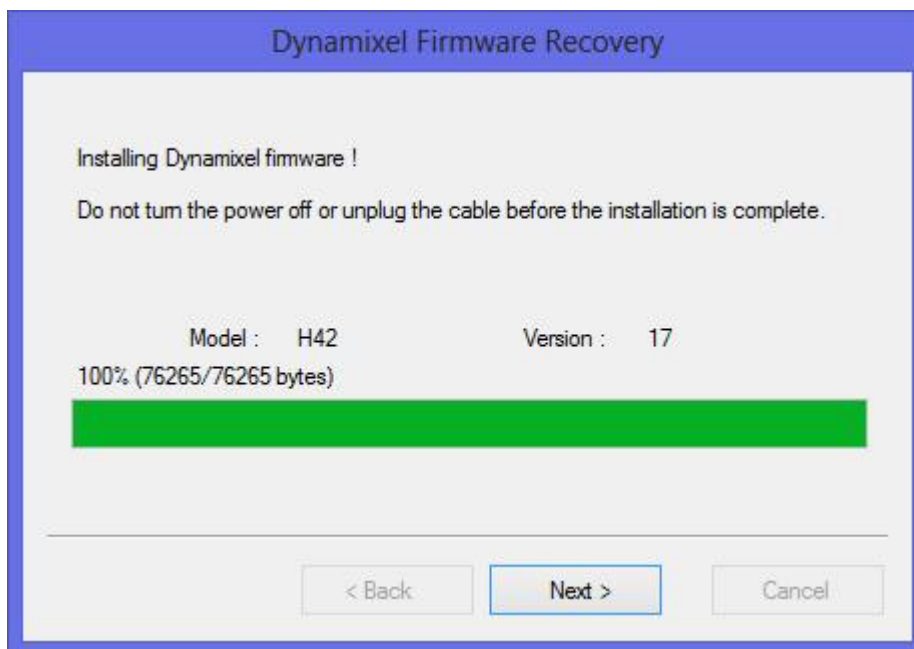 Dynamixel Firmware Recovery
Installing Dynamixel firmware !
Do not turn the power off or unplug the cable before the installation is complete.
Model : H42 Version : 17
100% (76265/76265 bytes)
< Back Next > Cancel